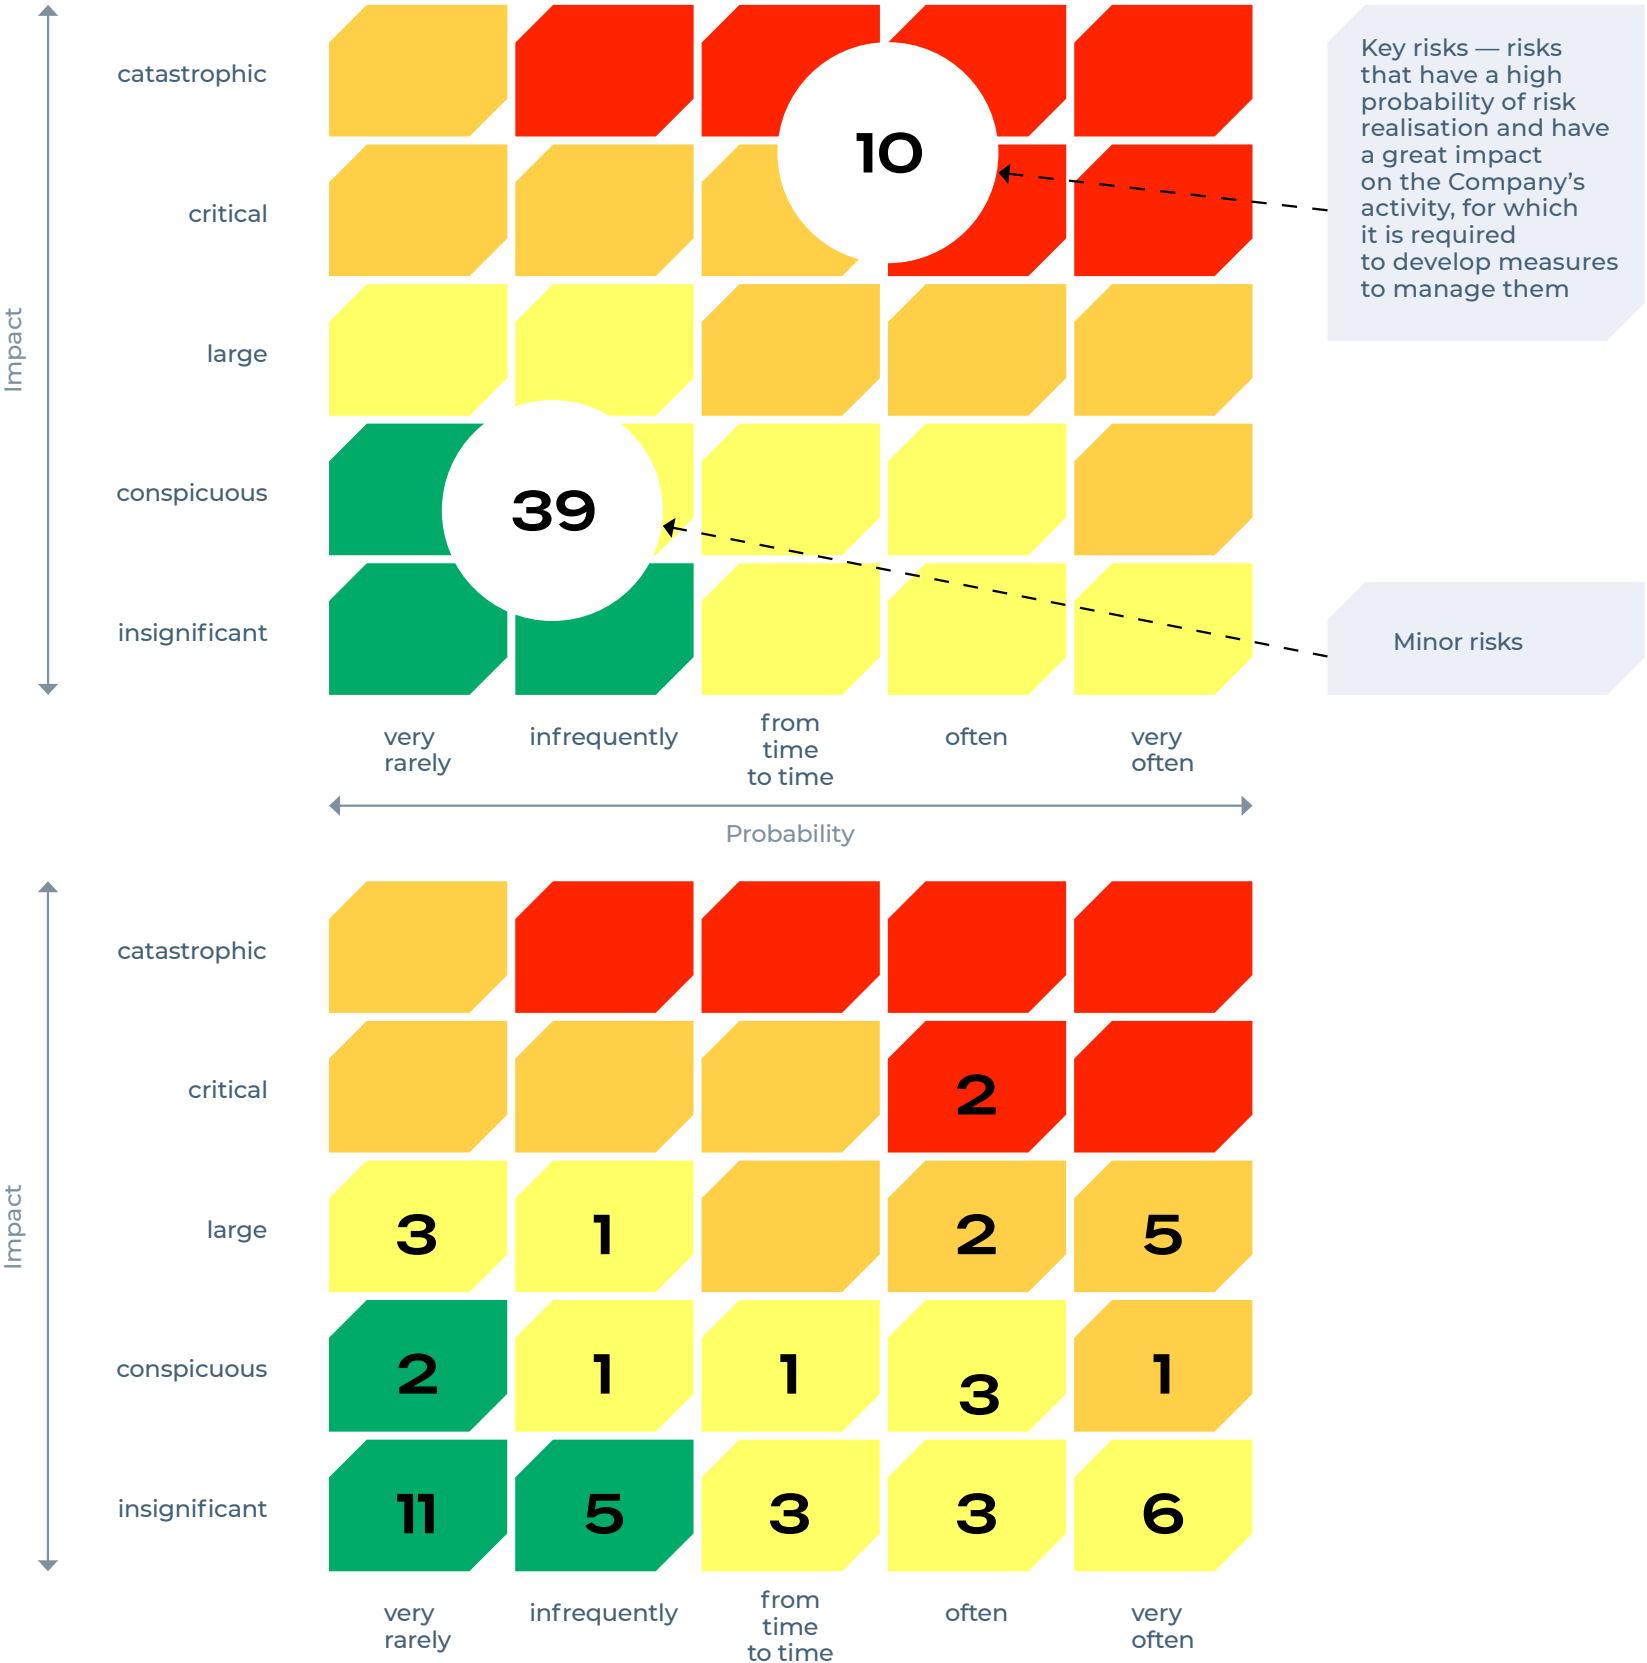 Impact
catastrophic
critical
large
conspicuous
insignificant
10
39
Key risks — risks
that have a high
probability of risk
realisation and have
a great impact
on the Company’s
activity, for which
it is required
to develop measures
to manage them
Minor risks
very
rarely
infrequently
from
time
to time
often
very
often
Probability
Impact
catastrophic
critical
2
large
3
1
2
5
conspicuous
2
1
1
3
1
insignificant
11
5
3
3
6
very
rarely
infrequently
from
time
to time
often
very
often